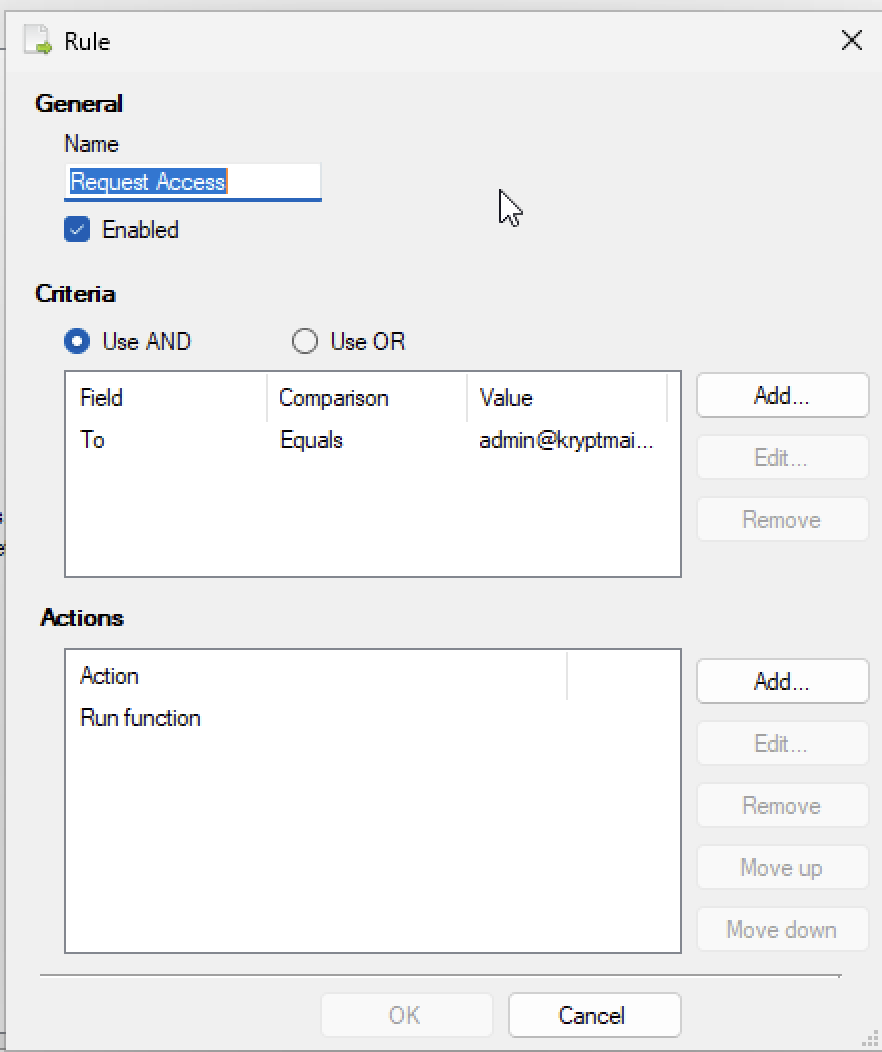 Rule
General
Name
Request Access
Enabled
Criteria
Use AND Use OR
Field Comparison Value
To Equals admin@kryptmai...
Add...
Edit...
Remove
Actions
Action
Run function
Add...
Edit...
Remove
Move up
Move down
OK Cancel